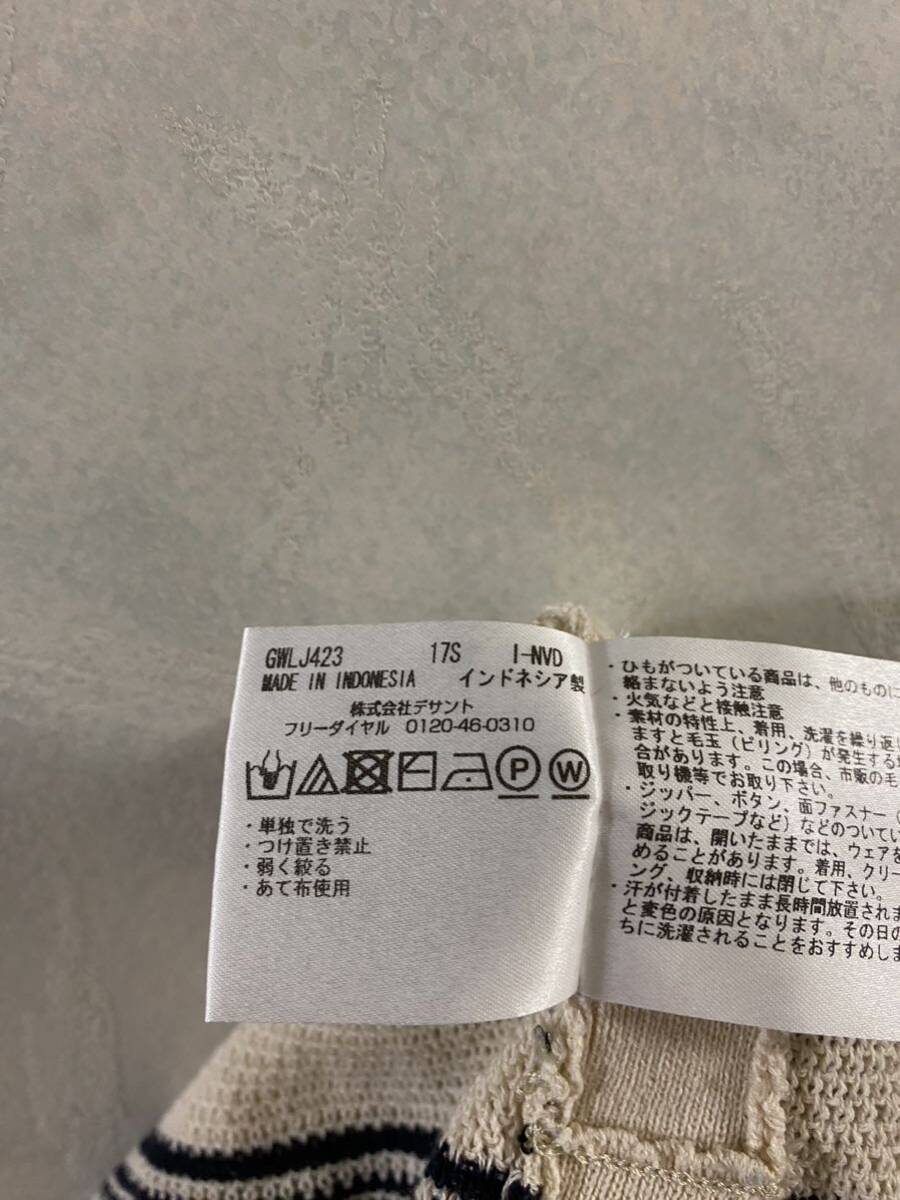 GWLJ423 17S I-NVD
MADE IN INDONESIA インドネシア製
株式会社デサント
フリーダイヤル 0120-46-0310
P W
・単独で洗う
・つけ置き禁止
・弱く絞る
・あて布使用
・ひもがついている商品は、他のものに
絡まないよう注意
・火気などと接触注意
・素材の特性上、着用、洗濯を繰り返し
ますと毛玉（ピリング）が発生する場
合があります。この場合、市販の毛
取り機等でお取り下さい。
・ジッパー、ボタン、面ファスナー（
ジックテープなど）などのついてい
商品は、開いたままでは、ウェアを
めることがあります。着用、クリー
ング、収納時には閉じて下さい。
・汗が付着したまま長時間放置されま
と変色の原因となります。その日の
ちに洗濯されることをおすすめしま